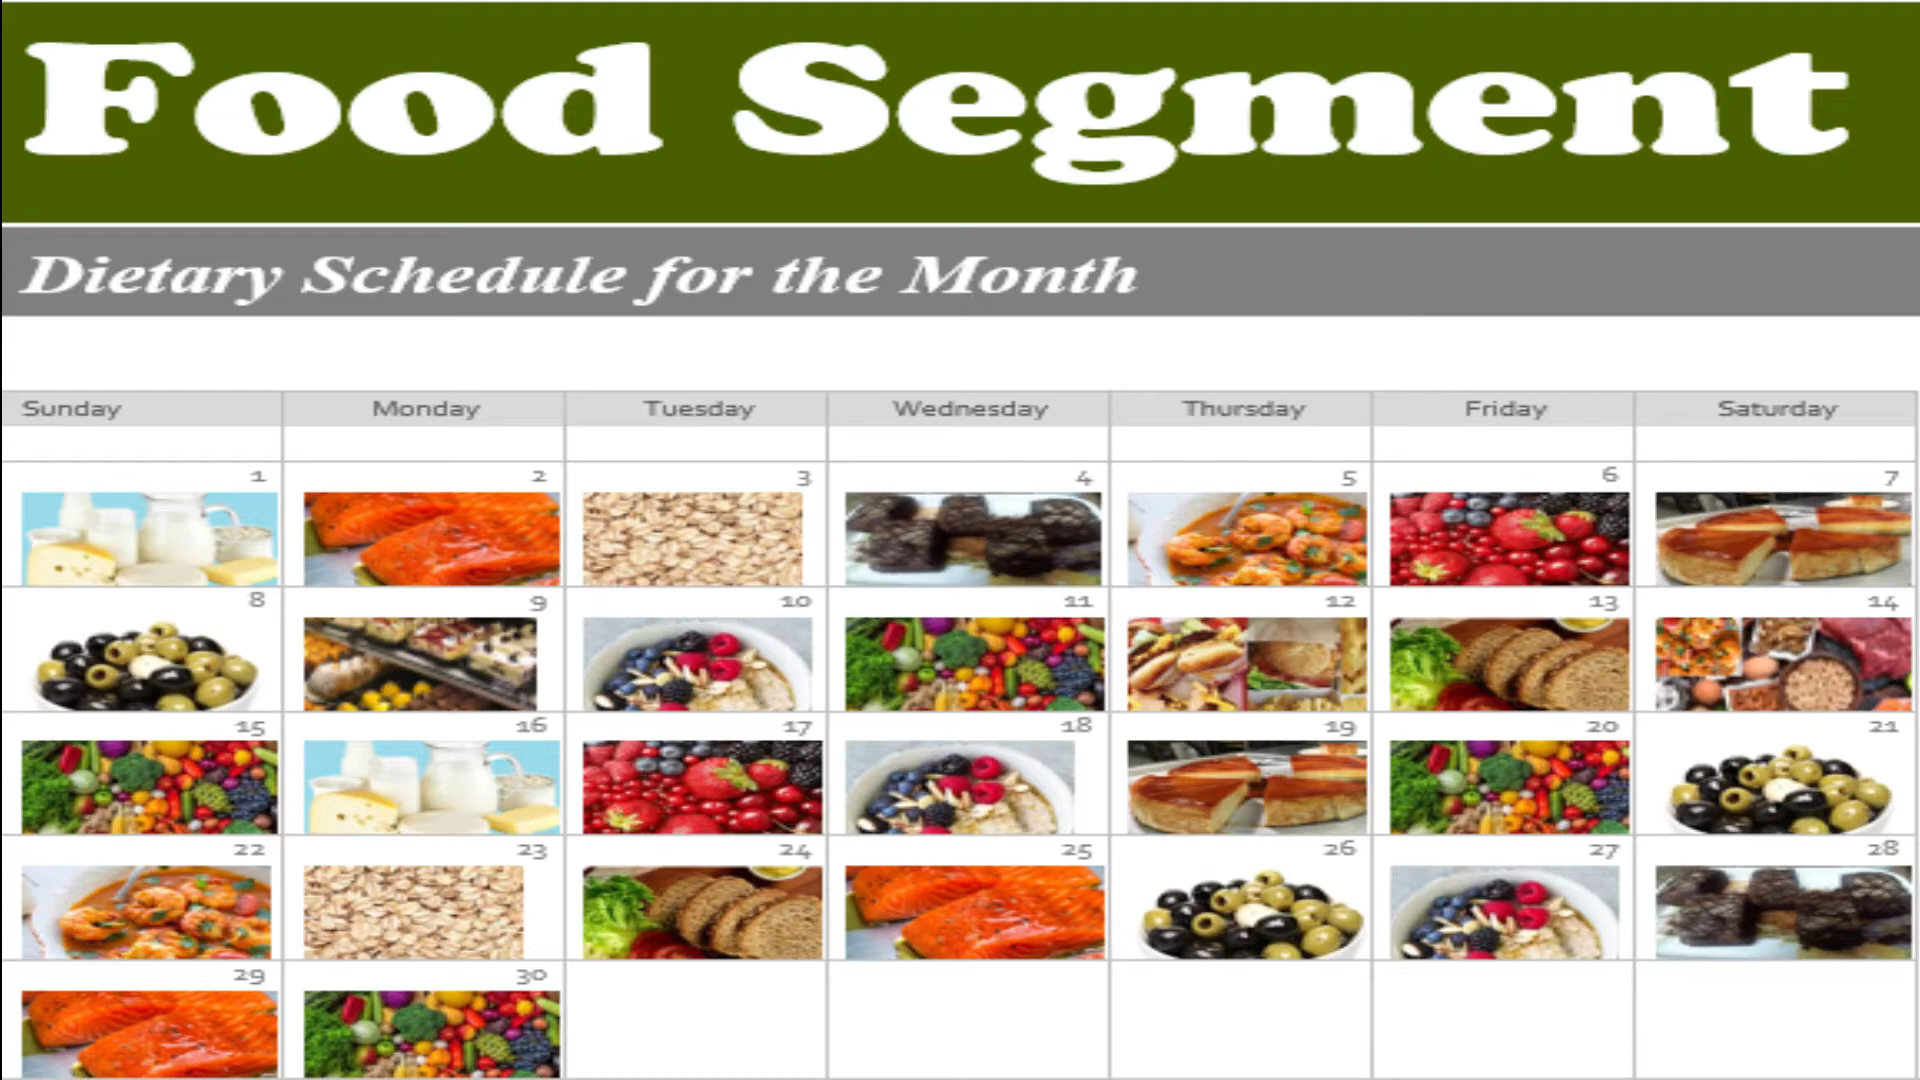 Food Segment
Dietary Schedule for the Month
Sunday Monday Tuesday Wednesday Thursday Friday Saturday
1 2 3 4 5 6 7
8 9 10 11 12 13 14
15 16 17 18 19 20 21
22 23 24 25 26 27 28
29 30